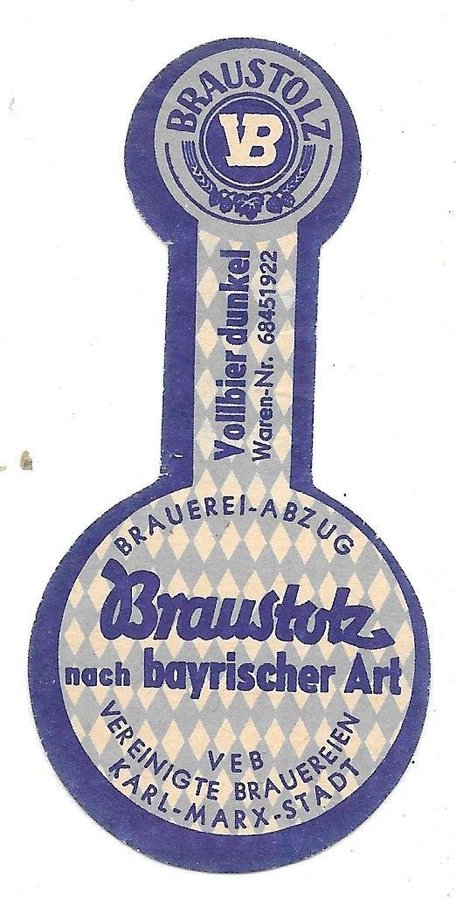 BRAUSTOLZ
VB
Vollbier dunkel
Waren-Nr. 68451922
BRAUEREI-ABZUG
Braustolz
nach bayrischer Art
VEB
VEREINIGTE BRAUEREIEN
KARL-MARX-STADT